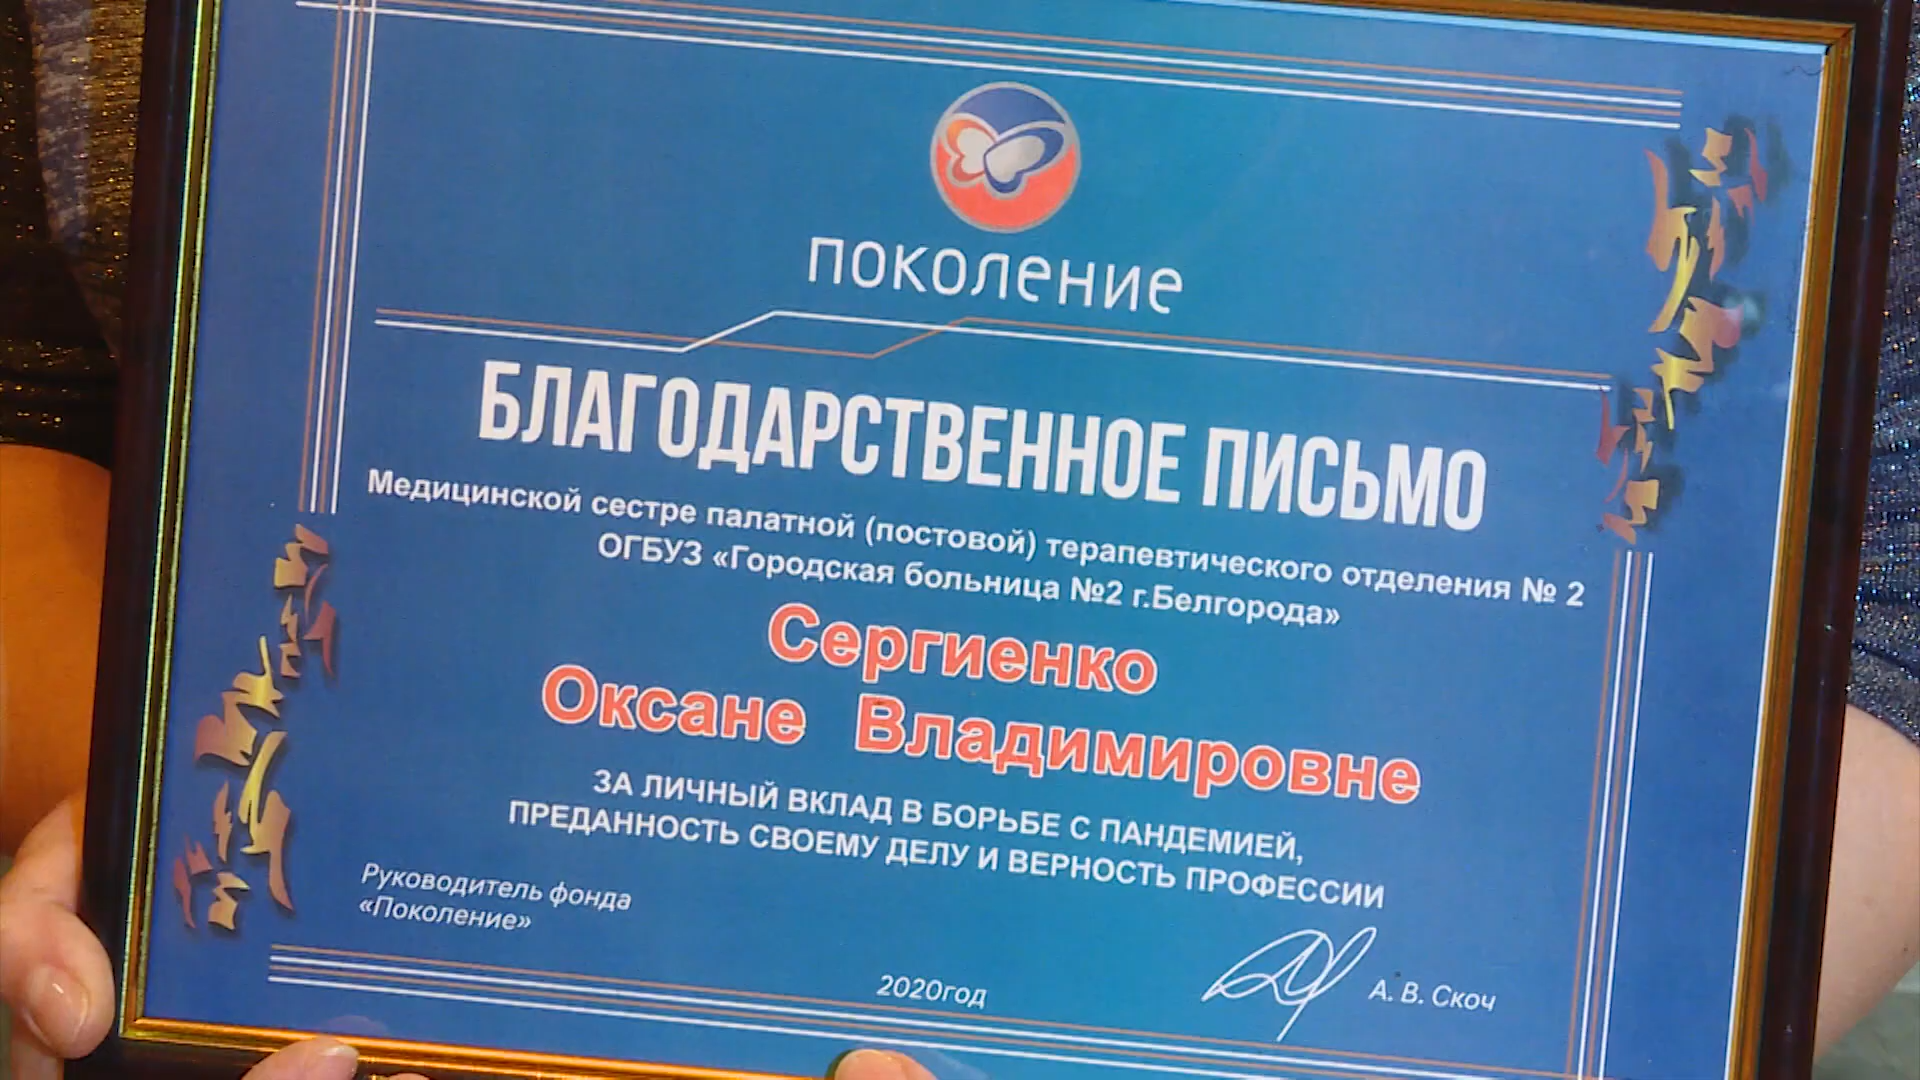 поколение
БЛАГОДАРСТВЕННОЕ ПИСЬМО
Медицинской сестре палатной (постовой) терапевтического отделения № 2
ОГБУЗ «Городская больница №2 г.Белгорода»
Сергиенко
Оксане Владимировне
ЗА ЛИЧНЫЙ ВКЛАД В БОРЬБЕ С ПАНДЕМИЕЙ,
ПРЕДАННОСТЬ СВОЕМУ ДЕЛУ И ВЕРНОСТЬ ПРОФЕССИИ
Руководитель фонда
«Поколение»
2020год
А. В. Скоч